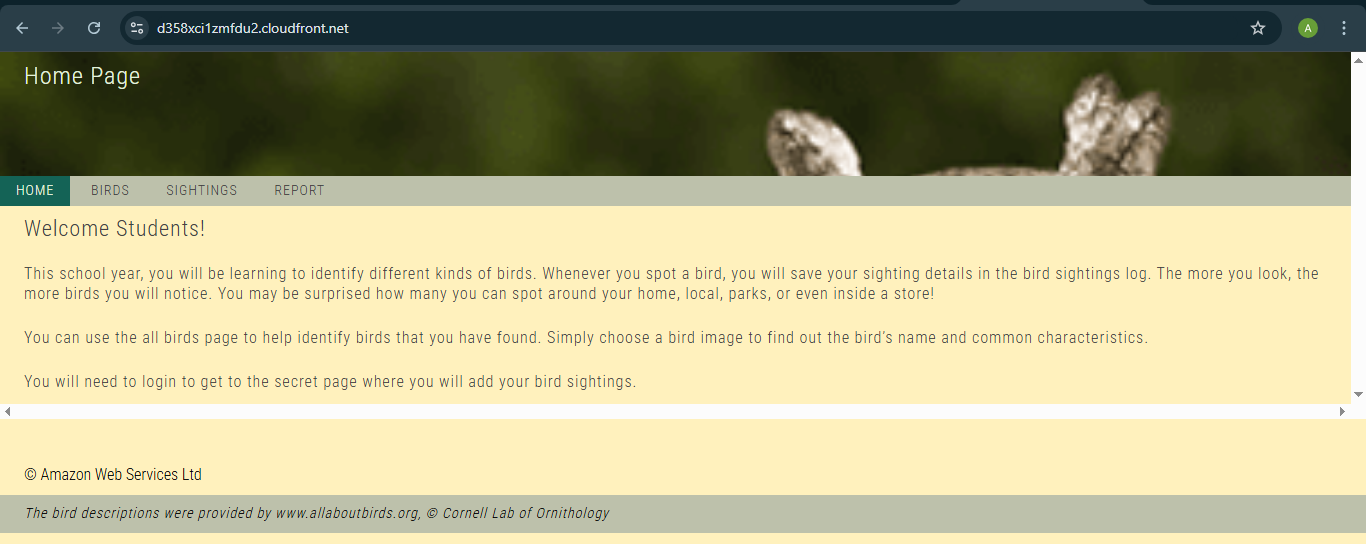 d358xci1zmfdu2.cloudfront.net
A
Home Page
HOME BIRDS SIGHTINGS REPORT
Welcome Students!
This school year, you will be learning to identify different kinds of birds. Whenever you spot a bird, you will save your sighting details in the bird sightings log. The more you look, the
more birds you will notice. You may be surprised how many you can spot around your home, local, parks, or even inside a store!
You can use the all birds page to help identify birds that you have found. Simply choose a bird image to find out the bird's name and common characteristics.
You will need to login to get to the secret page where you will add your bird sightings.
© Amazon Web Services Ltd
The bird descriptions were provided by www.allaboutbirds.org, © Cornell Lab of Ornithology